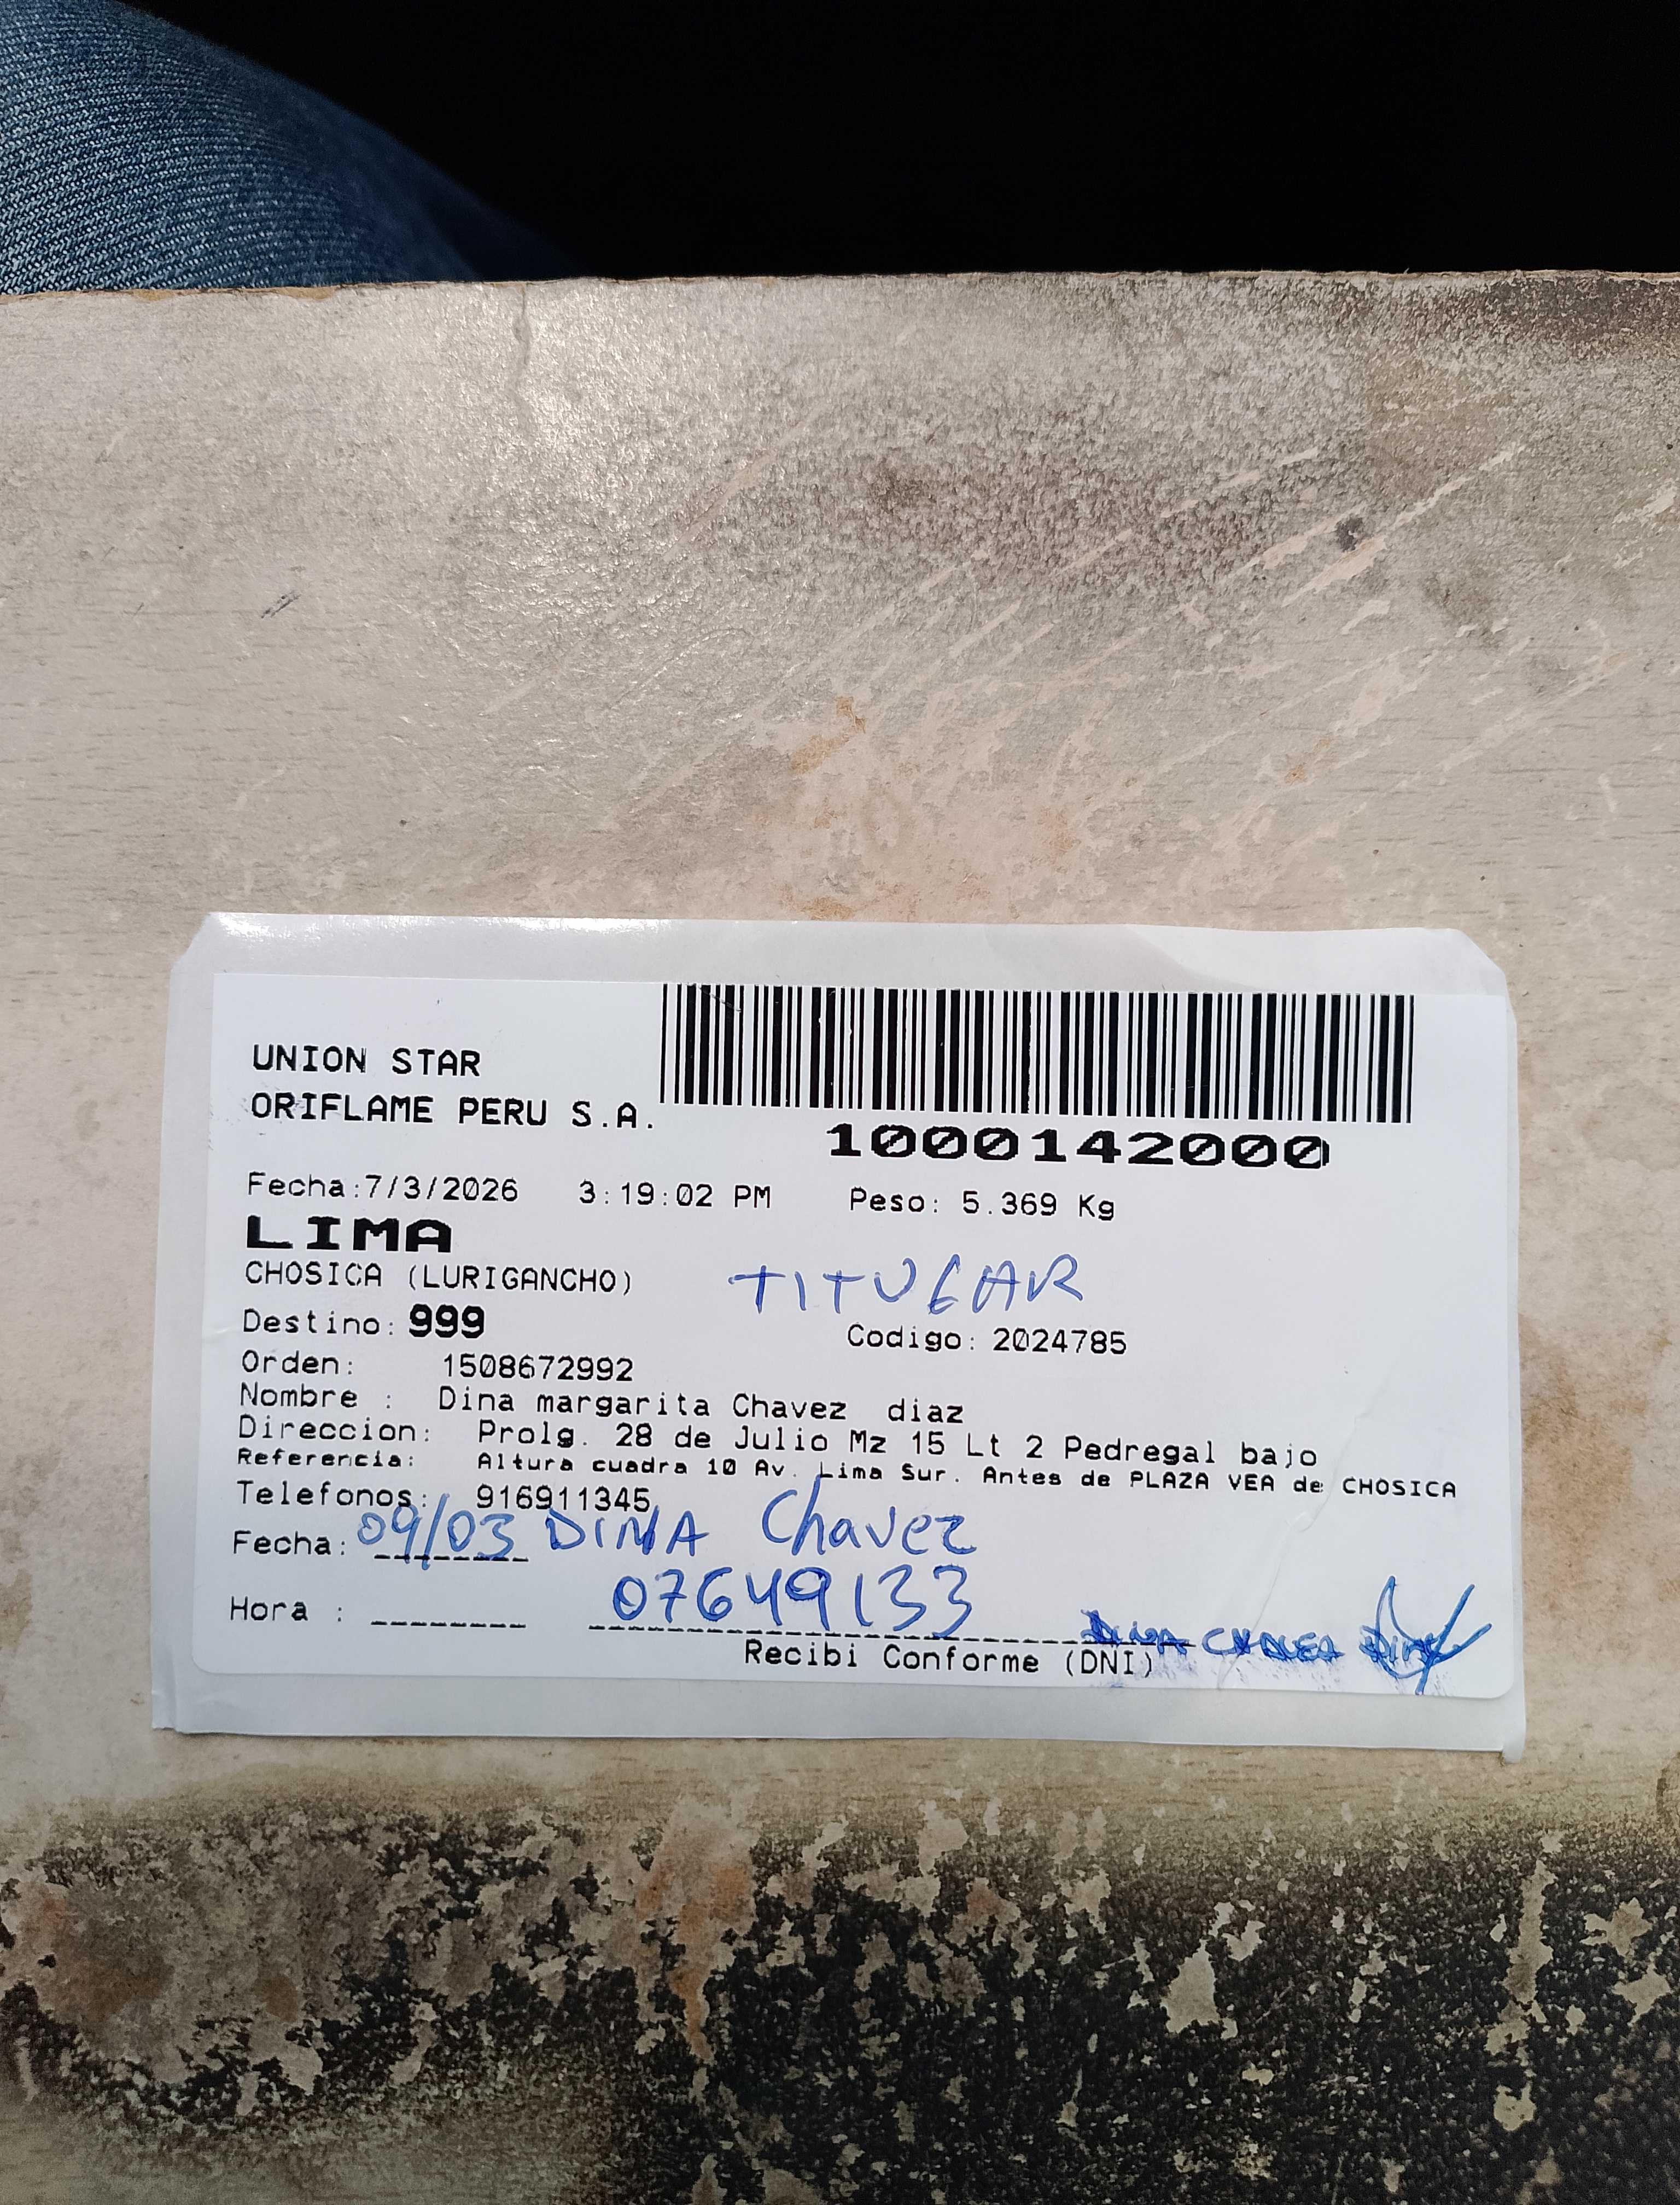 UNION STAR
ORIFLAME PERU S.A.
1000142000
Fecha:7/3/2026 3:19:02 PM Peso: 5.369 Kg
LIMA
CHOSICA (LURIGANCHO) TITULAR
Destino: 999 Codigo: 2024785
Orden: 1508672992
Nombre : Dina margarita Chavez diaz
Direccion: Prolg. 28 de Julio Mz 15 Lt 2 Pedregal bajo
Referencia: Altura cuadra 10 Av. Lima Sur. Antes de PLAZA VEA de CHOSICA
Telefonos: 916911345
Fecha: 09/03 DINA Chavez
Hora : 07649133
DINA
Recibi Conforme (DNI)